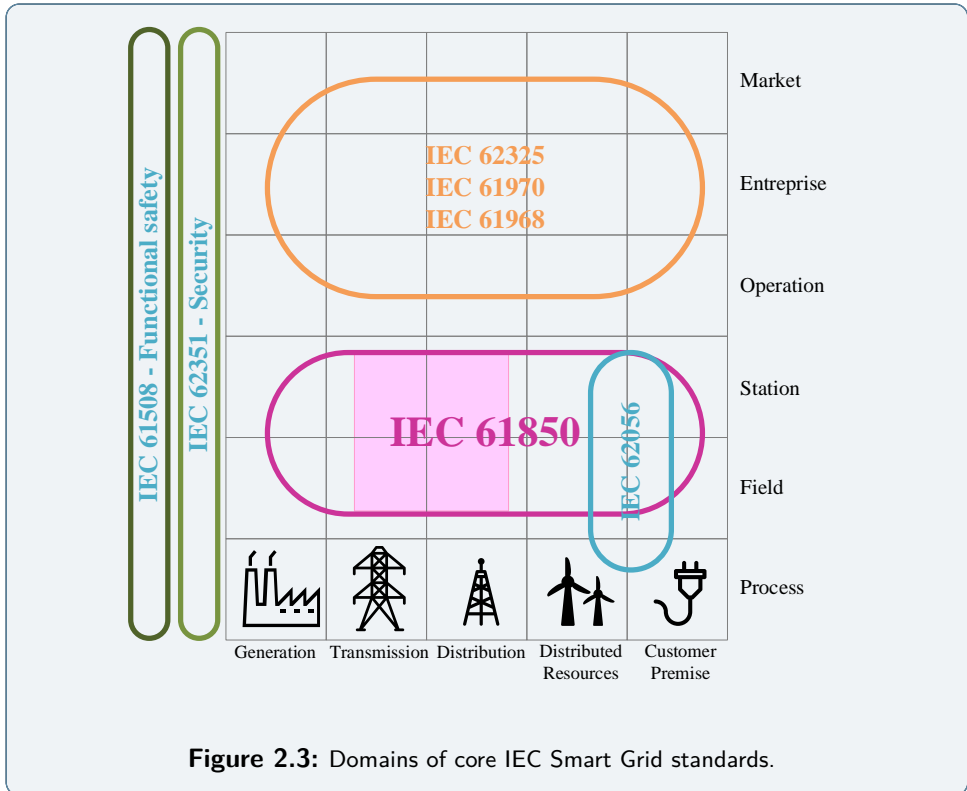 IEC 61508 - Functional safety
IEC 62351 - Security
Market
IEC 62325
IEC 61970
IEC 61968
Entreprise
Operation
Station
IEC 61850
IEC 62056
Field
Process
Generation
Transmission
Distribution
Distributed
Resources
Customer
Premise
Figure 2.3: Domains of core IEC Smart Grid standards.